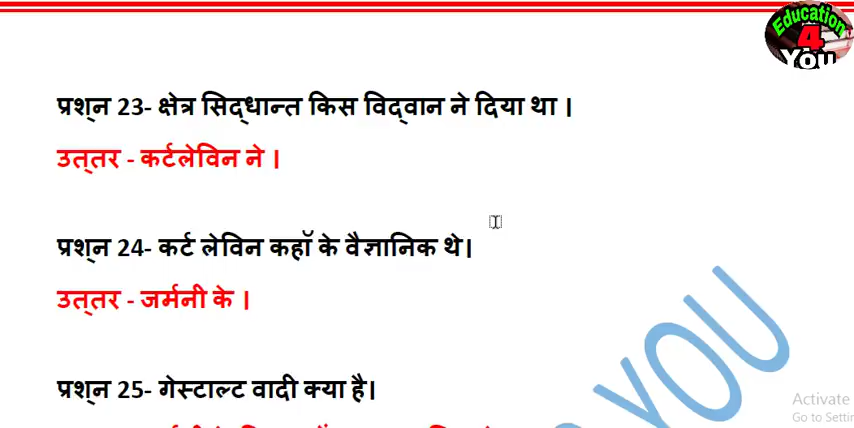 Education
4
You
प्रश्न 23- क्षेत्र सिद्धान्त किस विद्वान ने दिया था ।
उत्तर - कर्टलेविन ने ।
प्रश्न 24- कर्ट लेविन कहॉ के वैज्ञानिक थे।
उत्तर - जर्मनी के ।
प्रश्न 25- गेस्टाल्ट वादी क्या है।
YOU
Activate
Go to Settin